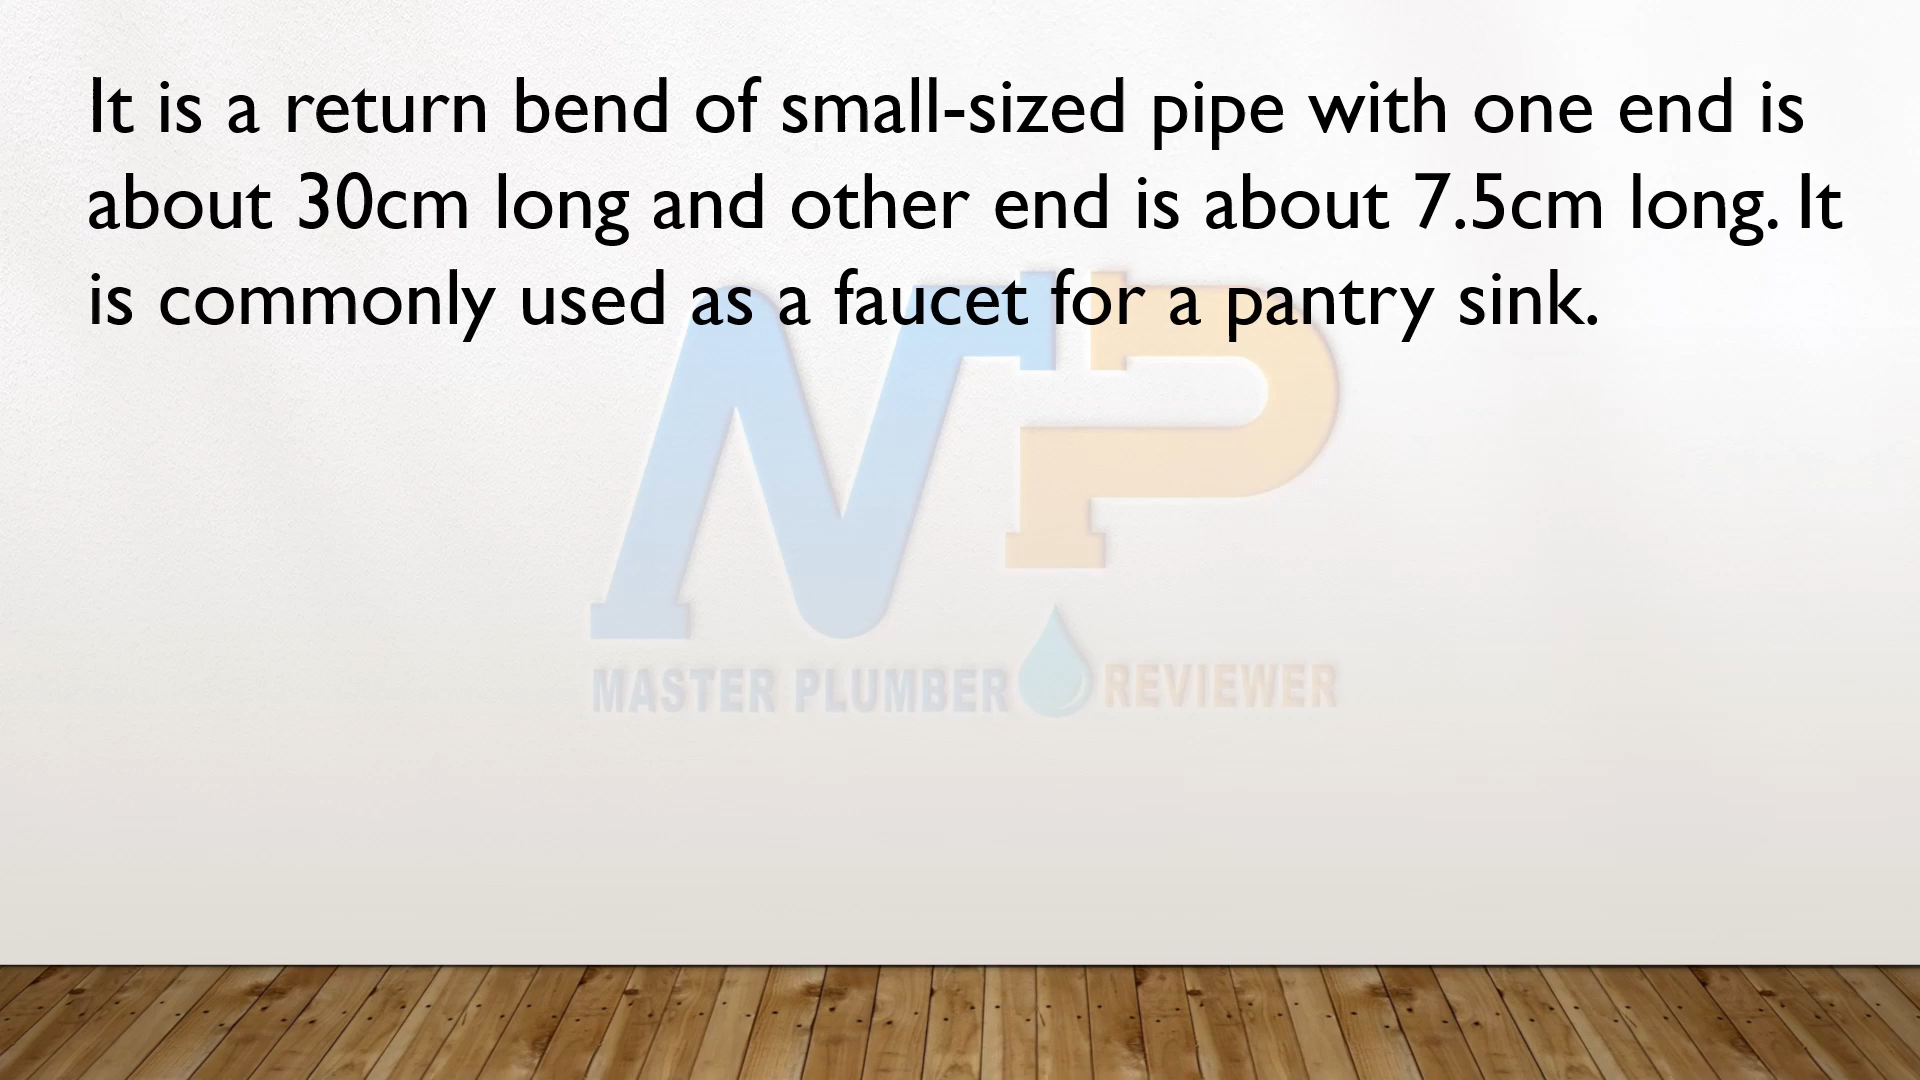 It is a return bend of small-sized pipe with one end is
about 30cm long and other end is about 7.5cm long. It
is commonly used as a faucet for a pantry sink.
MP
MASTER PLUMBER REVIEWER